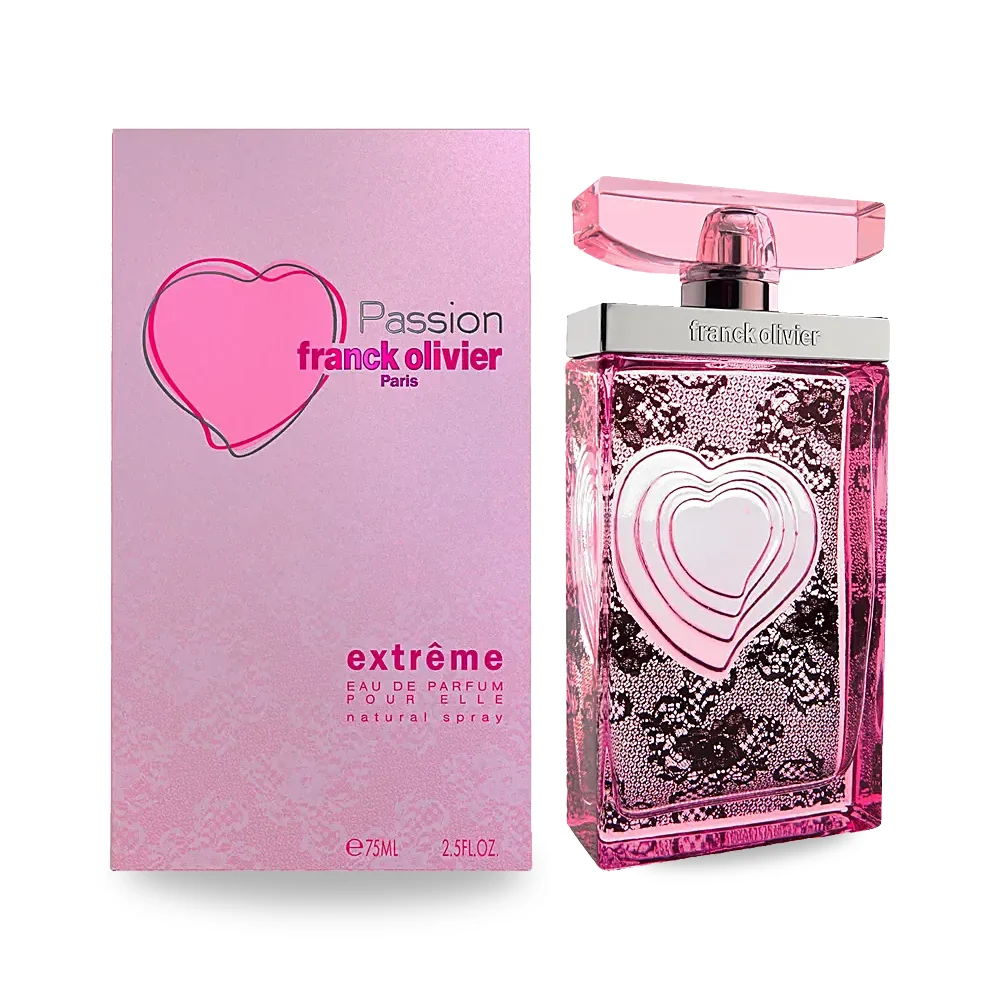 Passion
franck olivier
Paris
extrême
EAU DE PARFUM
POUR ELLE
natural spray
℮75ML 2.5FL.OZ.
franck olivier